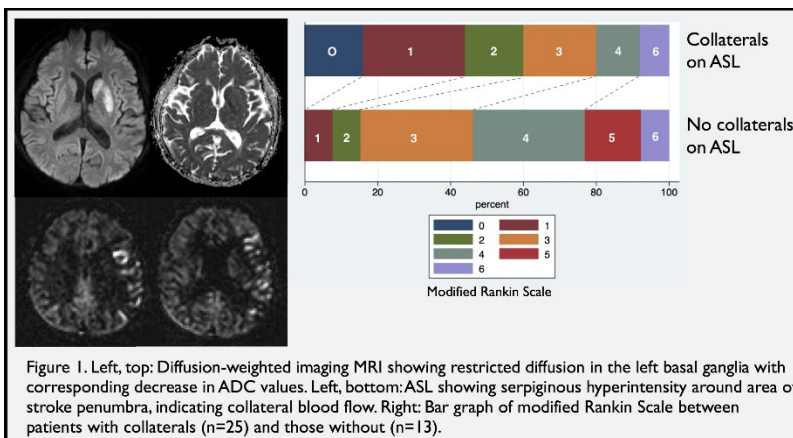 0 1 2 3 4 6
Collaterals
on ASL
1 2 3 4 5 6
No collaterals
on ASL
0 20 40 60 80 100
percent
0 1
2 3
4 5
6
Modified Rankin Scale
Figure 1. Left, top: Diffusion-weighted imaging MRI showing restricted diffusion in the left basal ganglia with
corresponding decrease in ADC values. Left, bottom: ASL showing serpiginous hyperintensity around area o
stroke penumbra, indicating collateral blood flow. Right: Bar graph of modified Rankin Scale between
patients with collaterals (n=25) and those without (n=13).